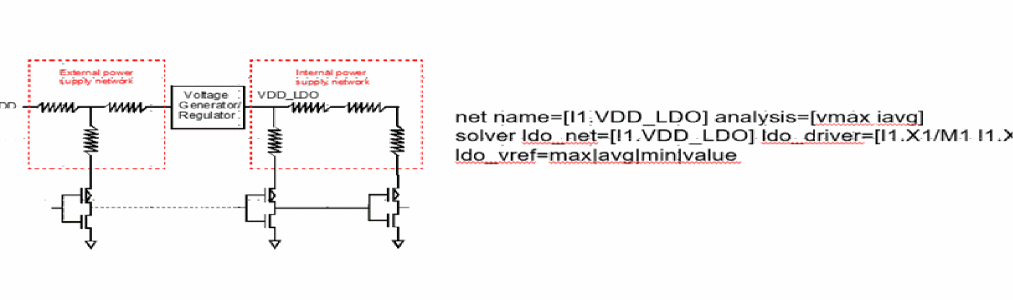 External power
supply network
Internal power
supply network
DD
Voltage
Generator/
Regulator
VDD_LDO
net name=[I1.VDD_LDO] analysis=[vmax iavg]
solver ldo_net=[I1.VDD_LDO] ldo_driver=[I1.X1/M1 I1.X
ldo_vref=max|avg|min|value